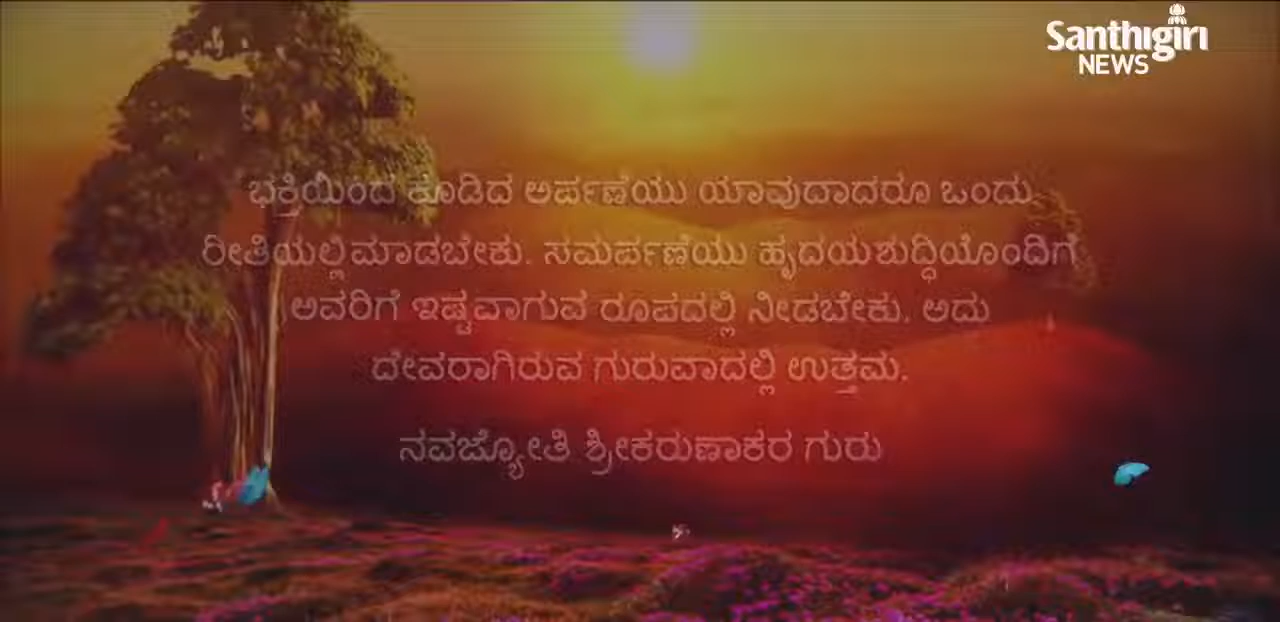 Santhigiri
NEWS
ಭಕ್ತಿಯಿಂದ ಕೂಡಿದ ಅರ್ಪಣೆಯು ಯಾವುದಾದರೂ ಒಂದು
ರೀತಿಯಲ್ಲಿಮಾಡಬೇಕು. ಸಮರ್ಪಣೆಯು ಹೃದಯಶುದ್ಧಿಯೊಂದಿಗೆ
ಅವರಿಗೆ ಇಷ್ಟವಾಗುವ ರೂಪದಲ್ಲಿ ನೀಡಬೇಕು. ಅದು
ದೇವರಾಗಿರುವ ಗುರುವಾದಲ್ಲಿ ಉತ್ತಮ.
ನವಜ್ಯೋತಿ ಶ್ರೀಕರುಣಾಕರ ಗುರು